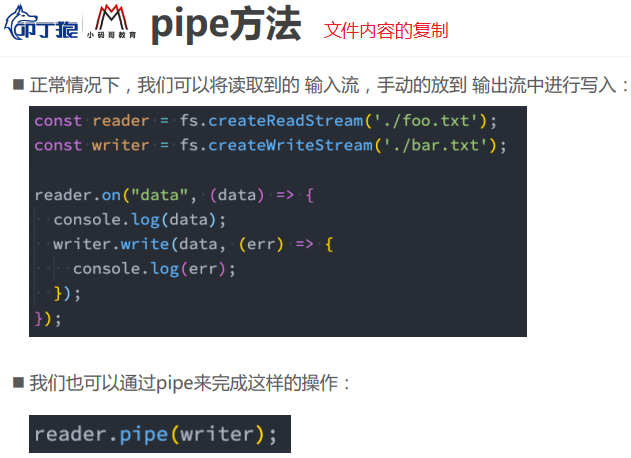 叩丁狼 小码哥教育 pipe方法 文件内容的复制
■ 正常情况下，我们可以将读取到的 输入流，手动的放到 输出流中进行写入：
const reader = fs.createReadStream('./foo.txt');
const writer = fs.createWriteStream('./bar.txt');
reader.on("data", (data) => {
console.log(data);
writer.write(data, (err) => {
console.log(err);
});
});
■ 我们也可以通过pipe来完成这样的操作：
reader.pipe(writer);